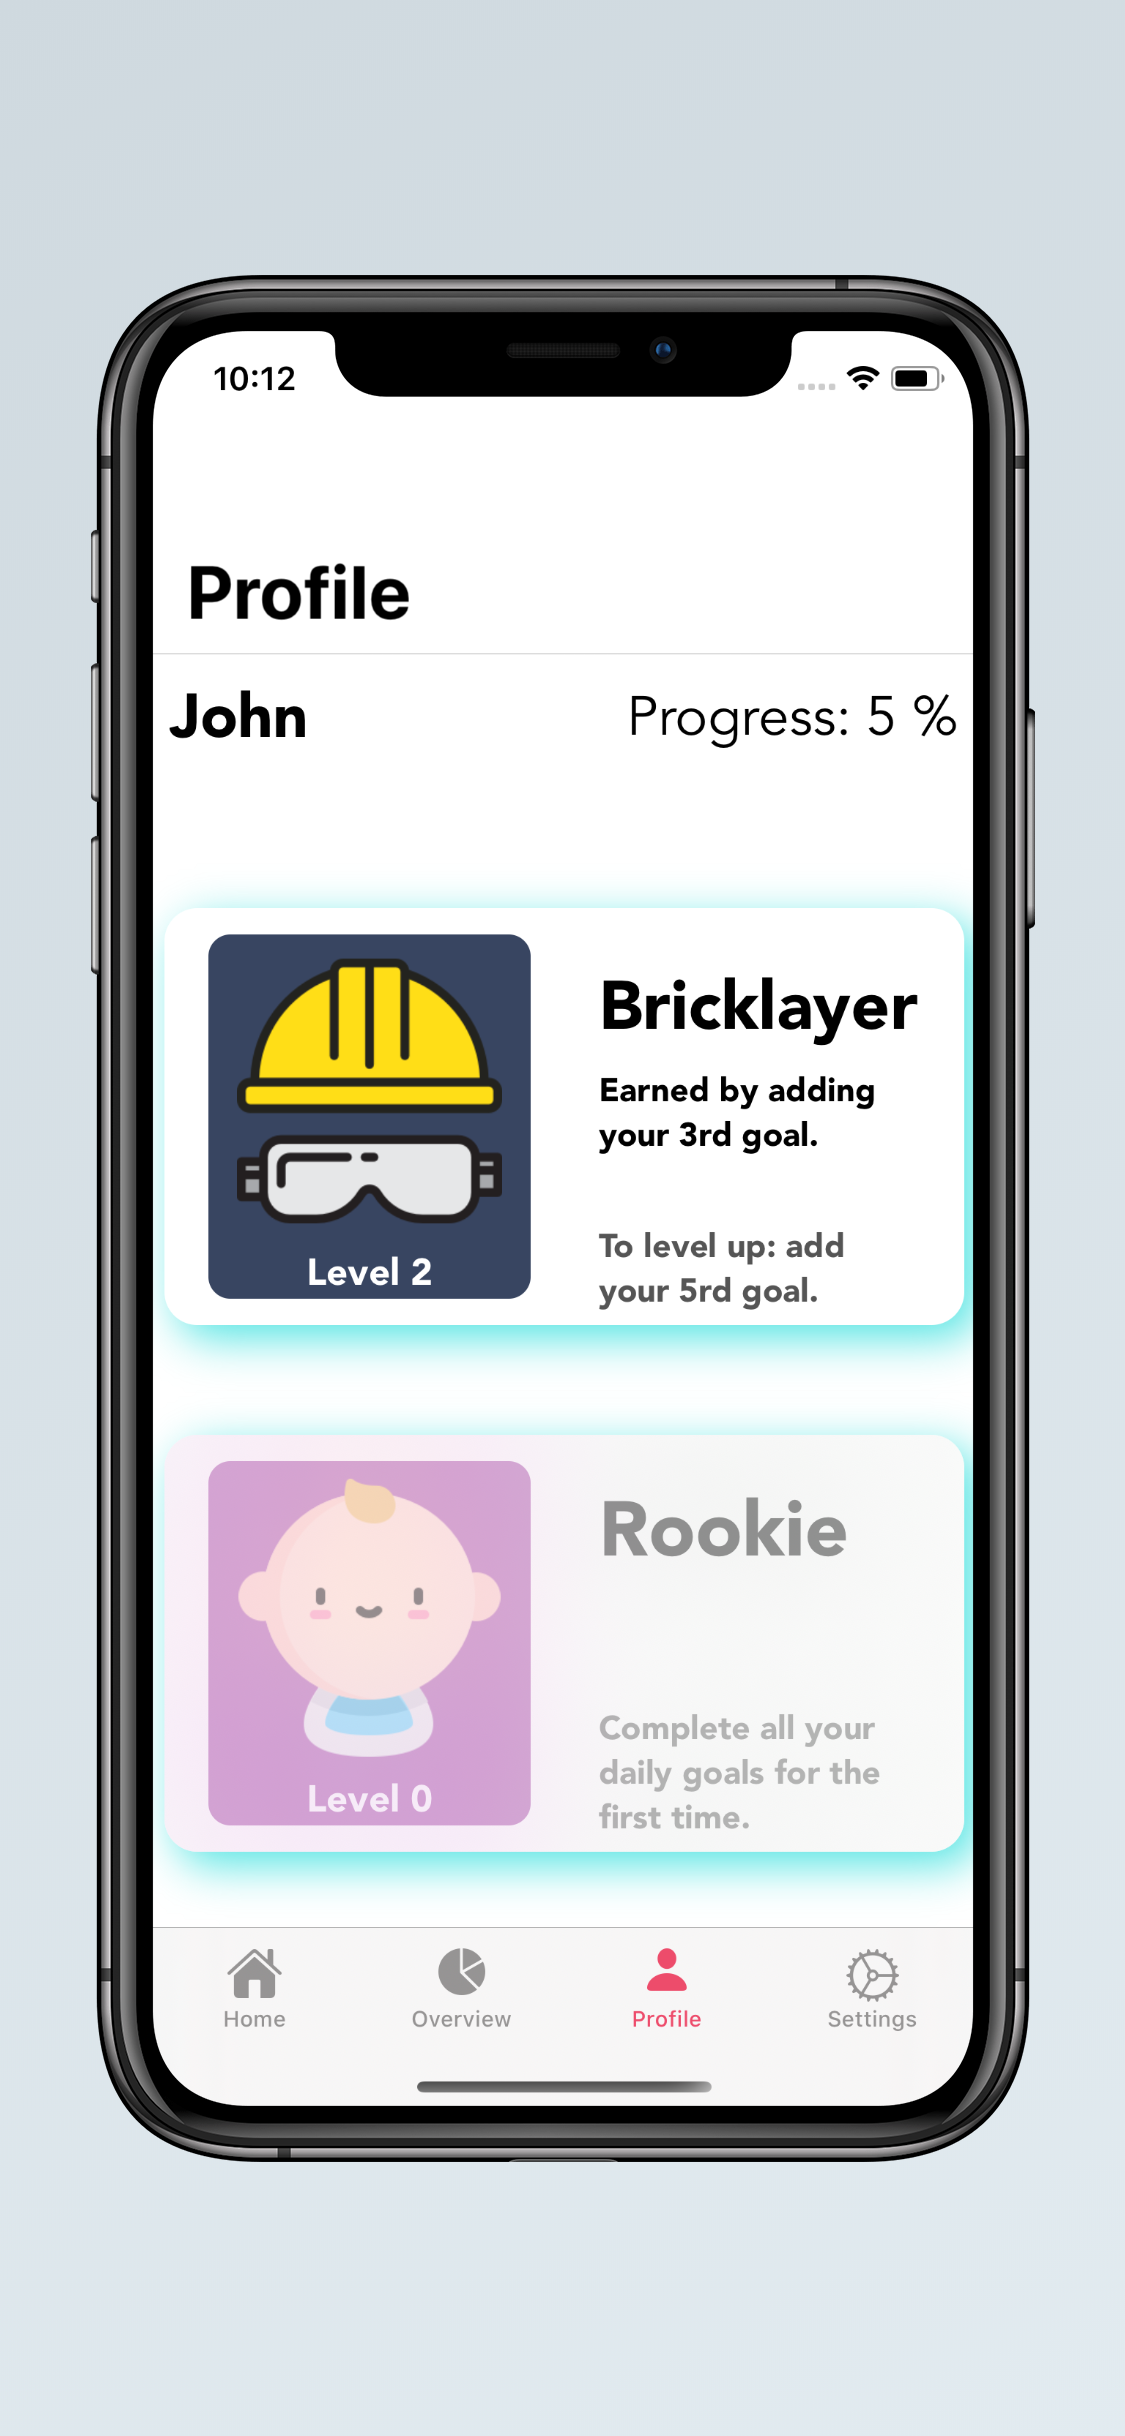 10:12
Profile
John
Progress: 5 %
Bricklayer
Earned by adding
your 3rd goal.
To level up: add
your 5rd goal.
Level 2
Rookie
Complete all your
daily goals for the
first time.
Level 0
Home
Overview
Profile
Settings